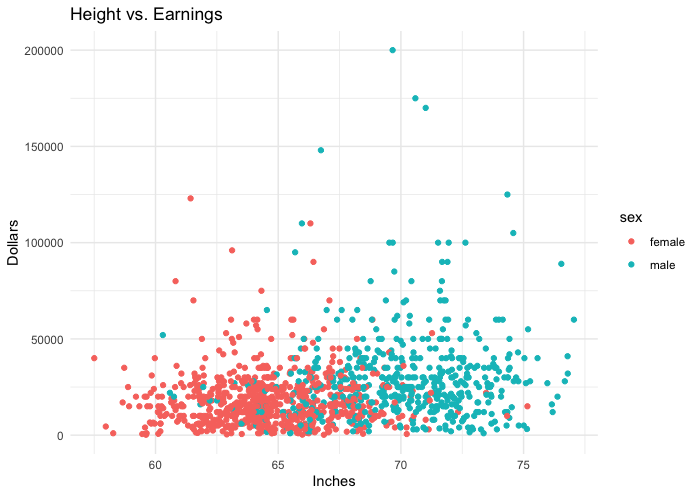 Height vs. Earnings
200000
150000
100000
50000
0
Dollars
60
65
70
75
Inches
sex
female
male